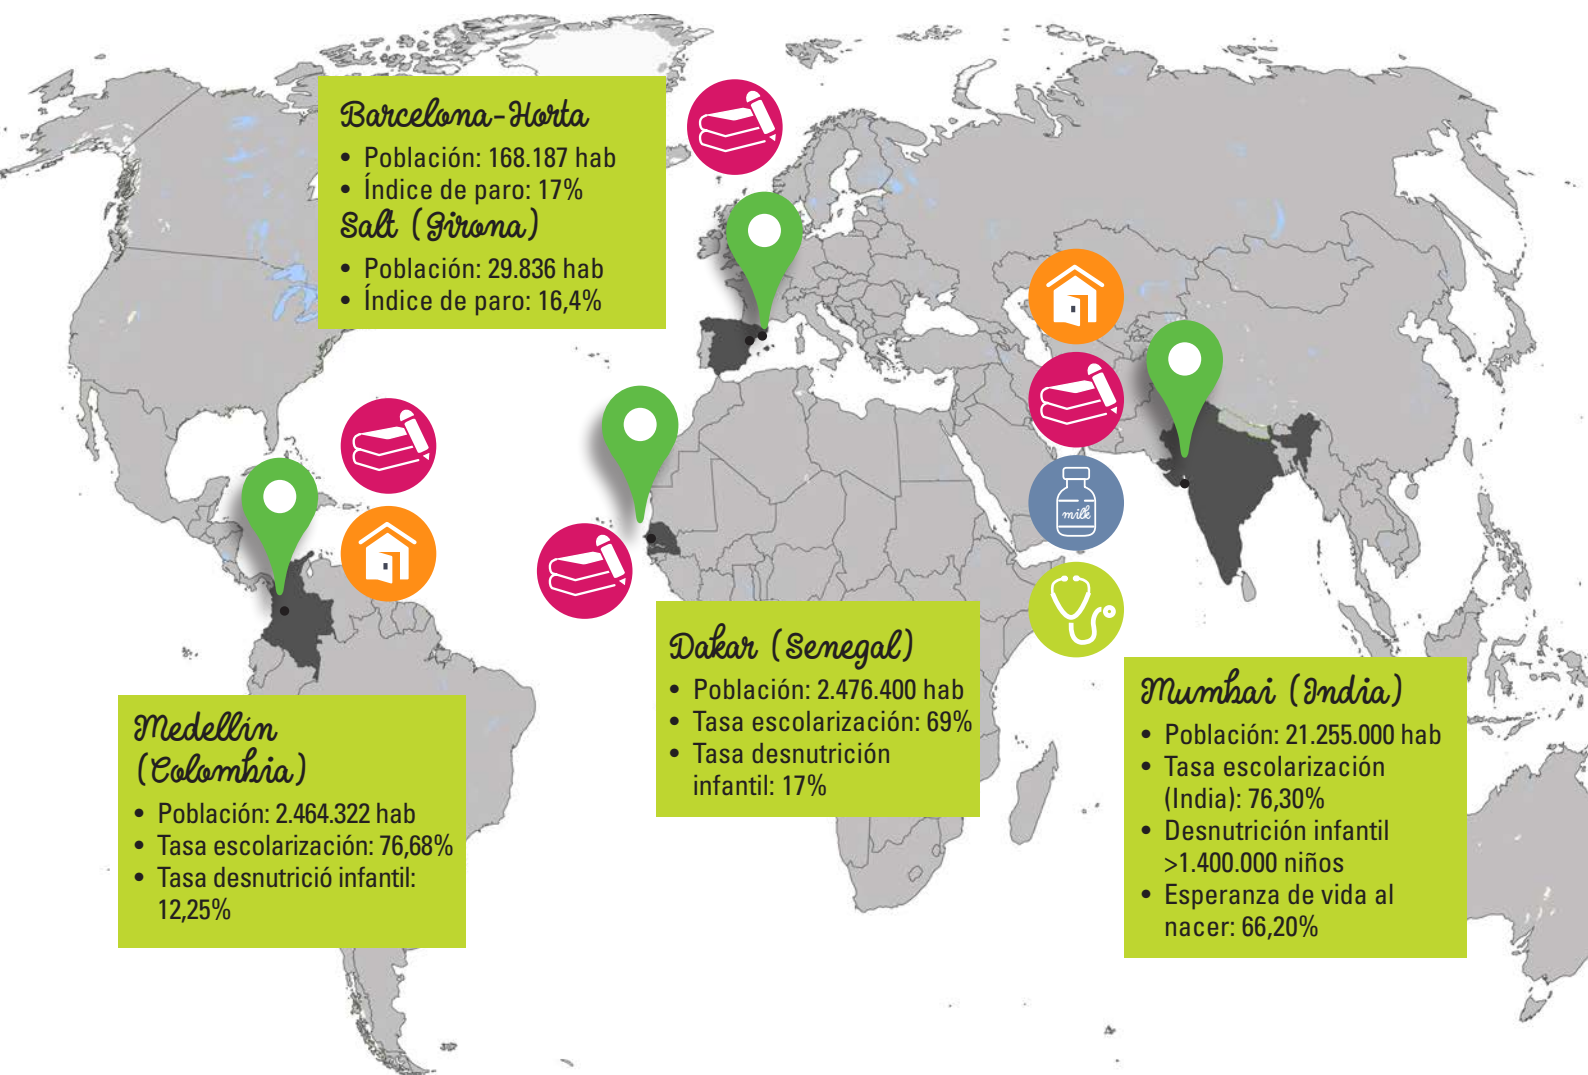 Barcelona-Horta
• Población: 168.187 hab
• Índice de paro: 17%
Salt (Girona)
• Población: 29.836 hab
• Índice de paro: 16,4%
milk
Dakar (Senegal)
• Población: 2.476.400 hab
• Tasa escolarización: 69%
• Tasa desnutrición
infantil: 17%
Mumbai (India)
• Población: 21.255.000 hab
• Tasa escolarización
(India): 76,30%
• Desnutrición infantil
>1.400.000 niños
• Esperanza de vida al
nacer: 66,20%
Medellín
(Colombia)
• Población: 2.464.322 hab
• Tasa escolarización: 76,68%
• Tasa desnutrició infantil:
12,25%